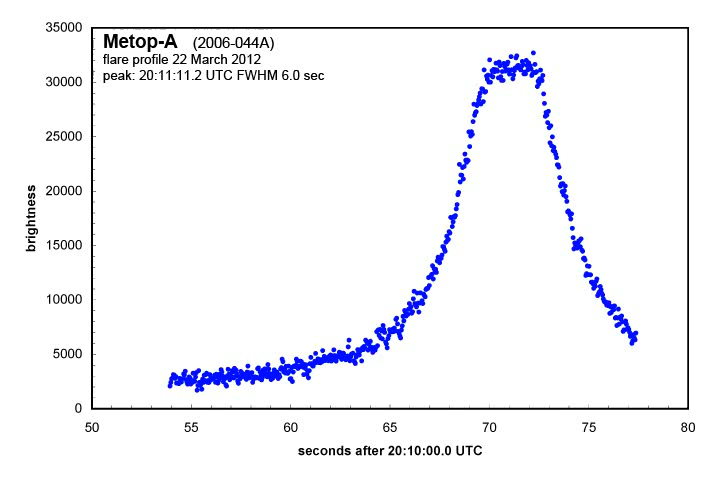 Metop-A (2006-044A)
flare profile 22 March 2012
peak: 20:11:11.2 UTC FWHM 6.0 sec
35000
30000
25000
20000
15000
10000
5000
0
brightness
50 55 60 65 70 75 80
seconds after 20:10:00.0 UTC